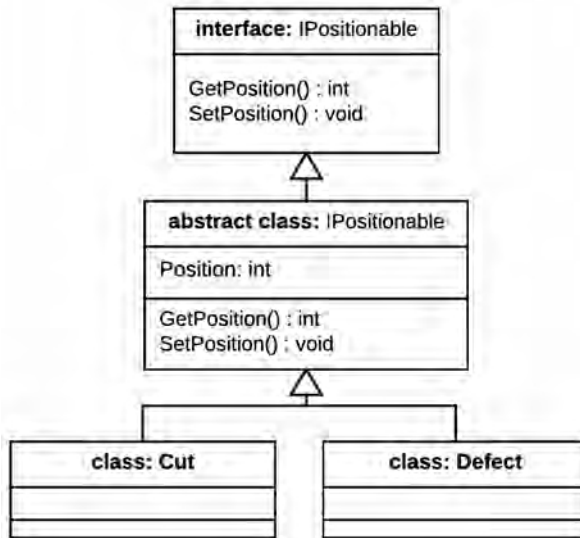 interface: IPositionable
GetPosition() : int
SetPosition() : void
abstract class: IPositionable
Position: int
GetPosition() : int
SetPosition() : void
class: Cut
class: Defect